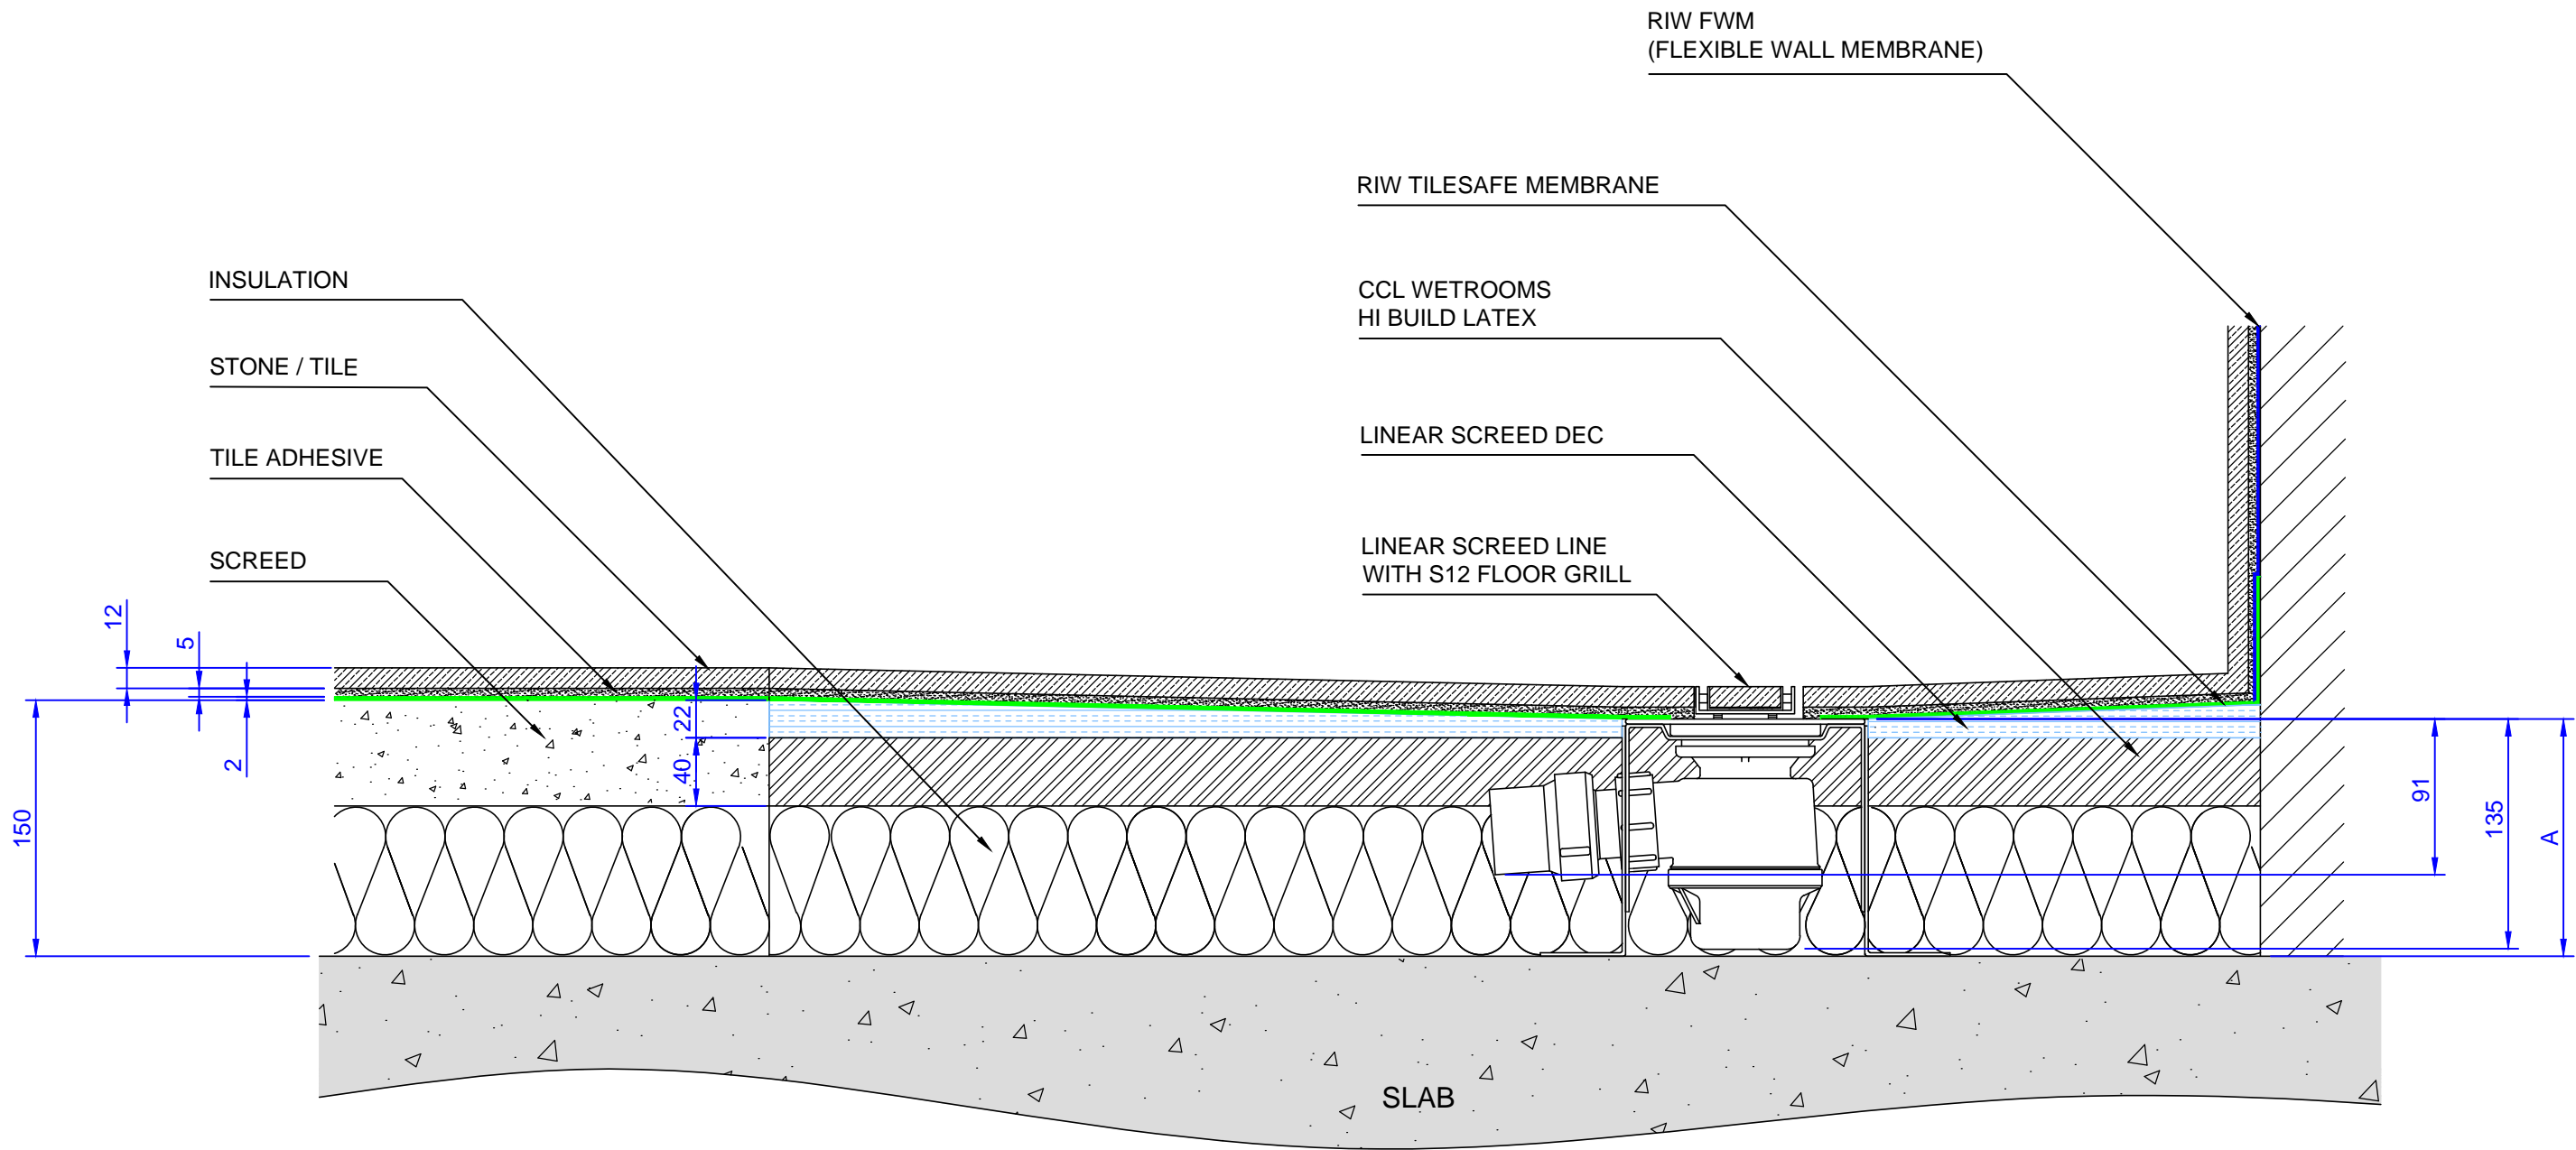 RIW FWM
(FLEXIBLE WALL MEMBRANE)
RIW TILESAFE MEMBRANE
INSULATION
CCL WETROOMS
HI BUILD LATEX
STONE / TILE
LINEAR SCREED DEC
TILE ADHESIVE
LINEAR SCREED LINE
WITH S12 FLOOR GRILL
SCREED
12
5
2
22
40
150
91
135
A
SLAB